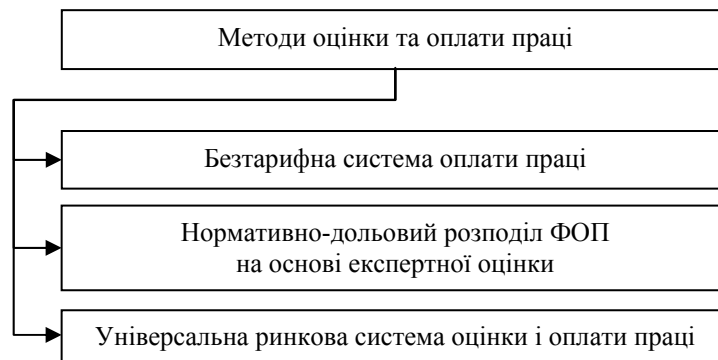 Методи оцінки та оплати праці
Безтарифна система оплати праці
Нормативно-дольовий розподіл ФОП
на основі експертної оцінки
Універсальна ринкова система оцінки і оплати праці